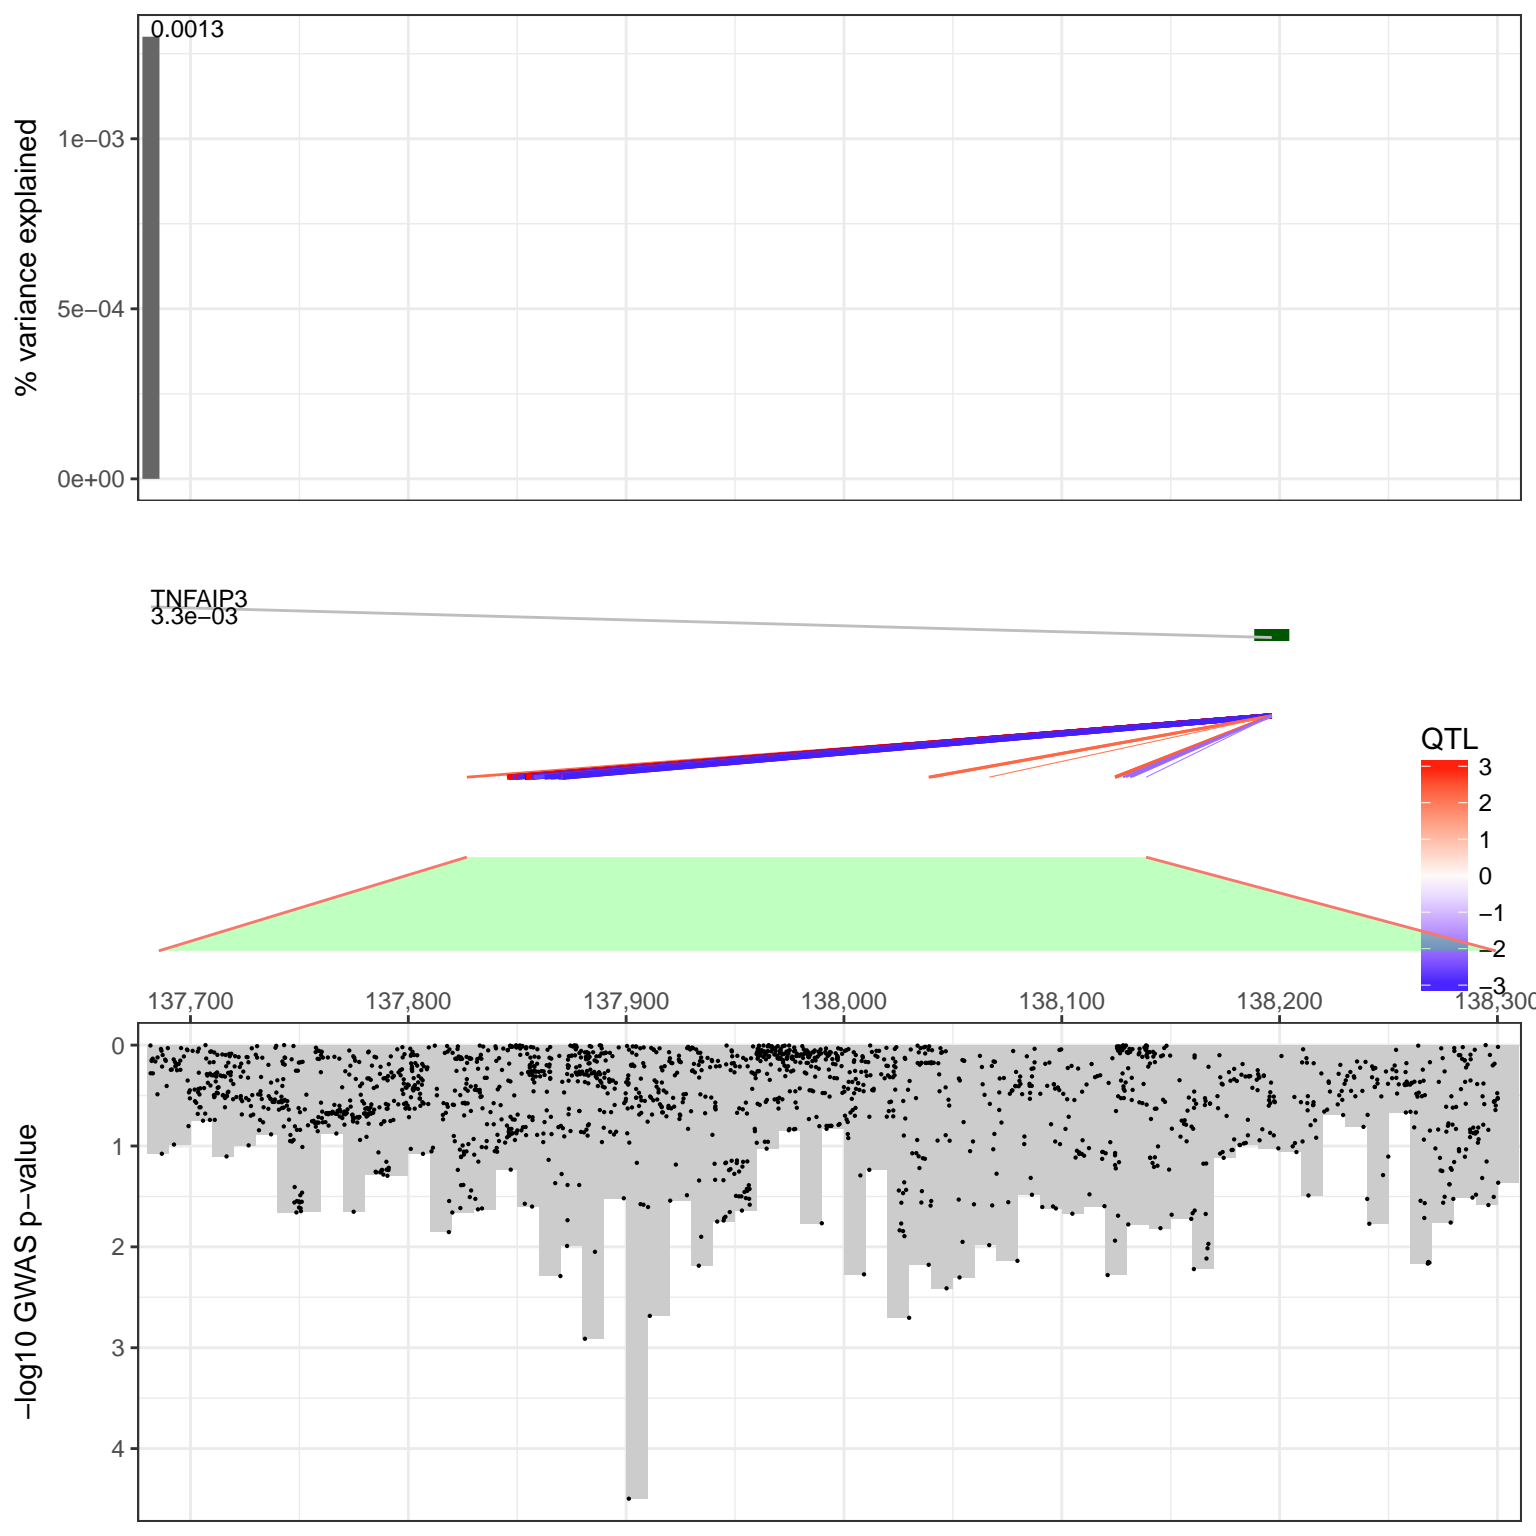 0.0013
% variance explained
1e−03
5e−04
0e+00
TNFAIP3
3.3e−03
QTL
3
2
1
0
−1
−2
−3
137,700 137,800 137,900 138,000 138,100 138,200 138,300
−log10 GWAS p−value
0
1
2
3
4